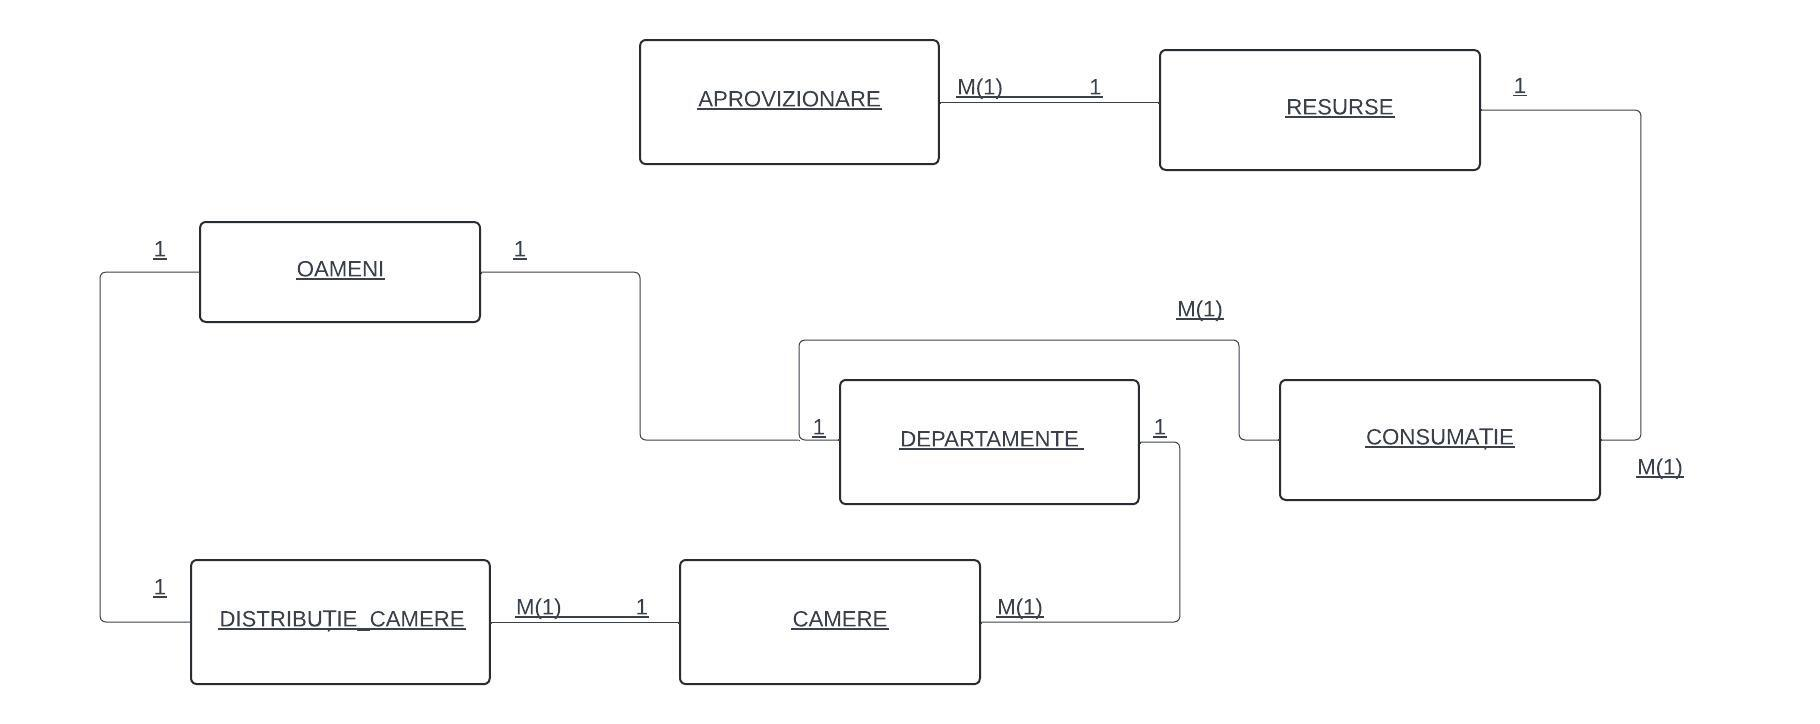 APROVIZIONARE
M(1) 1
RESURSE
1
1
OAMENI
1
M(1)
1
DEPARTAMENTE
1
CONSUMAȚIE
M(1)
1
DISTRIBUȚIE_CAMERE
M(1) 1
CAMERE
M(1)